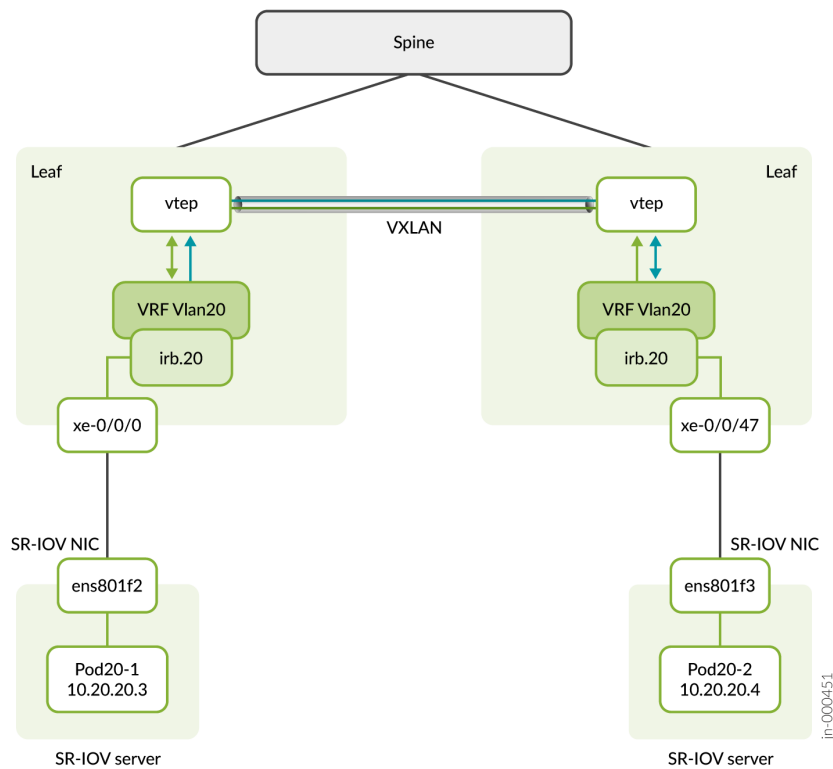 Spine
Leaf
Leaf
vtep
vtep
VXLAN
VRF Vlan20
VRF Vlan20
irb.20
irb.20
xe-0/0/0
xe-0/0/47
SR-IOV NIC
SR-IOV NIC
ens801f2
ens801f3
Pod20-1
10.20.20.3
Pod20-2
10.20.20.4
SR-IOV server
SR-IOV server
in-000451